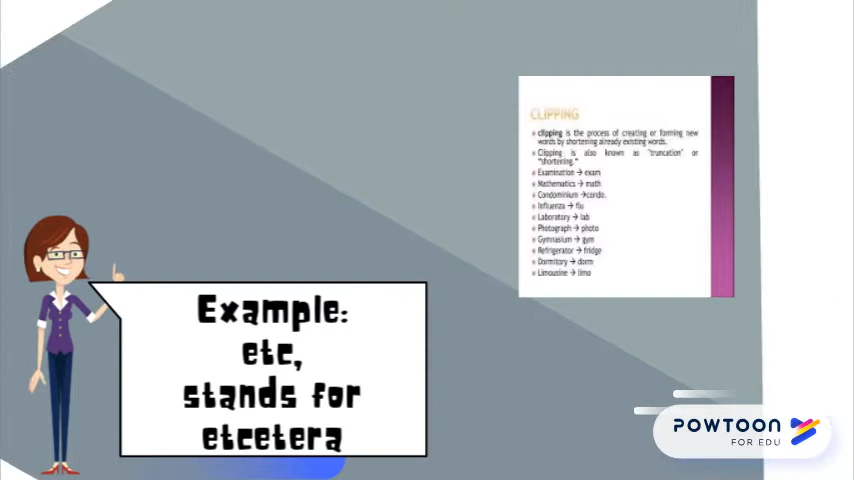 CLIPPING
clipping is the process of creating or forming new
words by shortening already existing words.
Clipping is also known as "truncation" or
"shortening."
Examination → exam
Mathematics → math
Condominium →condo.
Influenza → flu
Laboratory → lab
Photograph → photo
Gymnasium → gym
Refrigerator → fridge
Dormitory → dorm
Limousine → limo
Example:
etc,
stands for
etcetera
POWTOON
FOR EDU